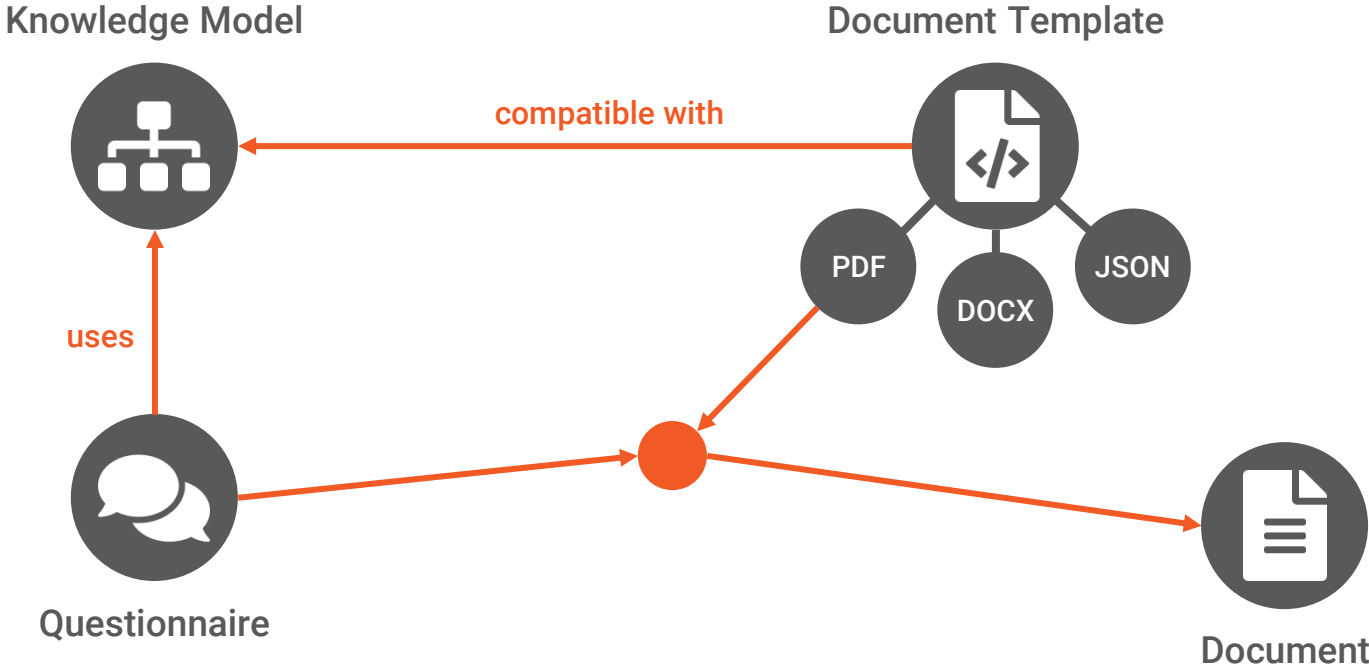 Knowledge Model
Document Template
compatible with
</>
PDF
JSON
DOCX
uses
Questionnaire
Document